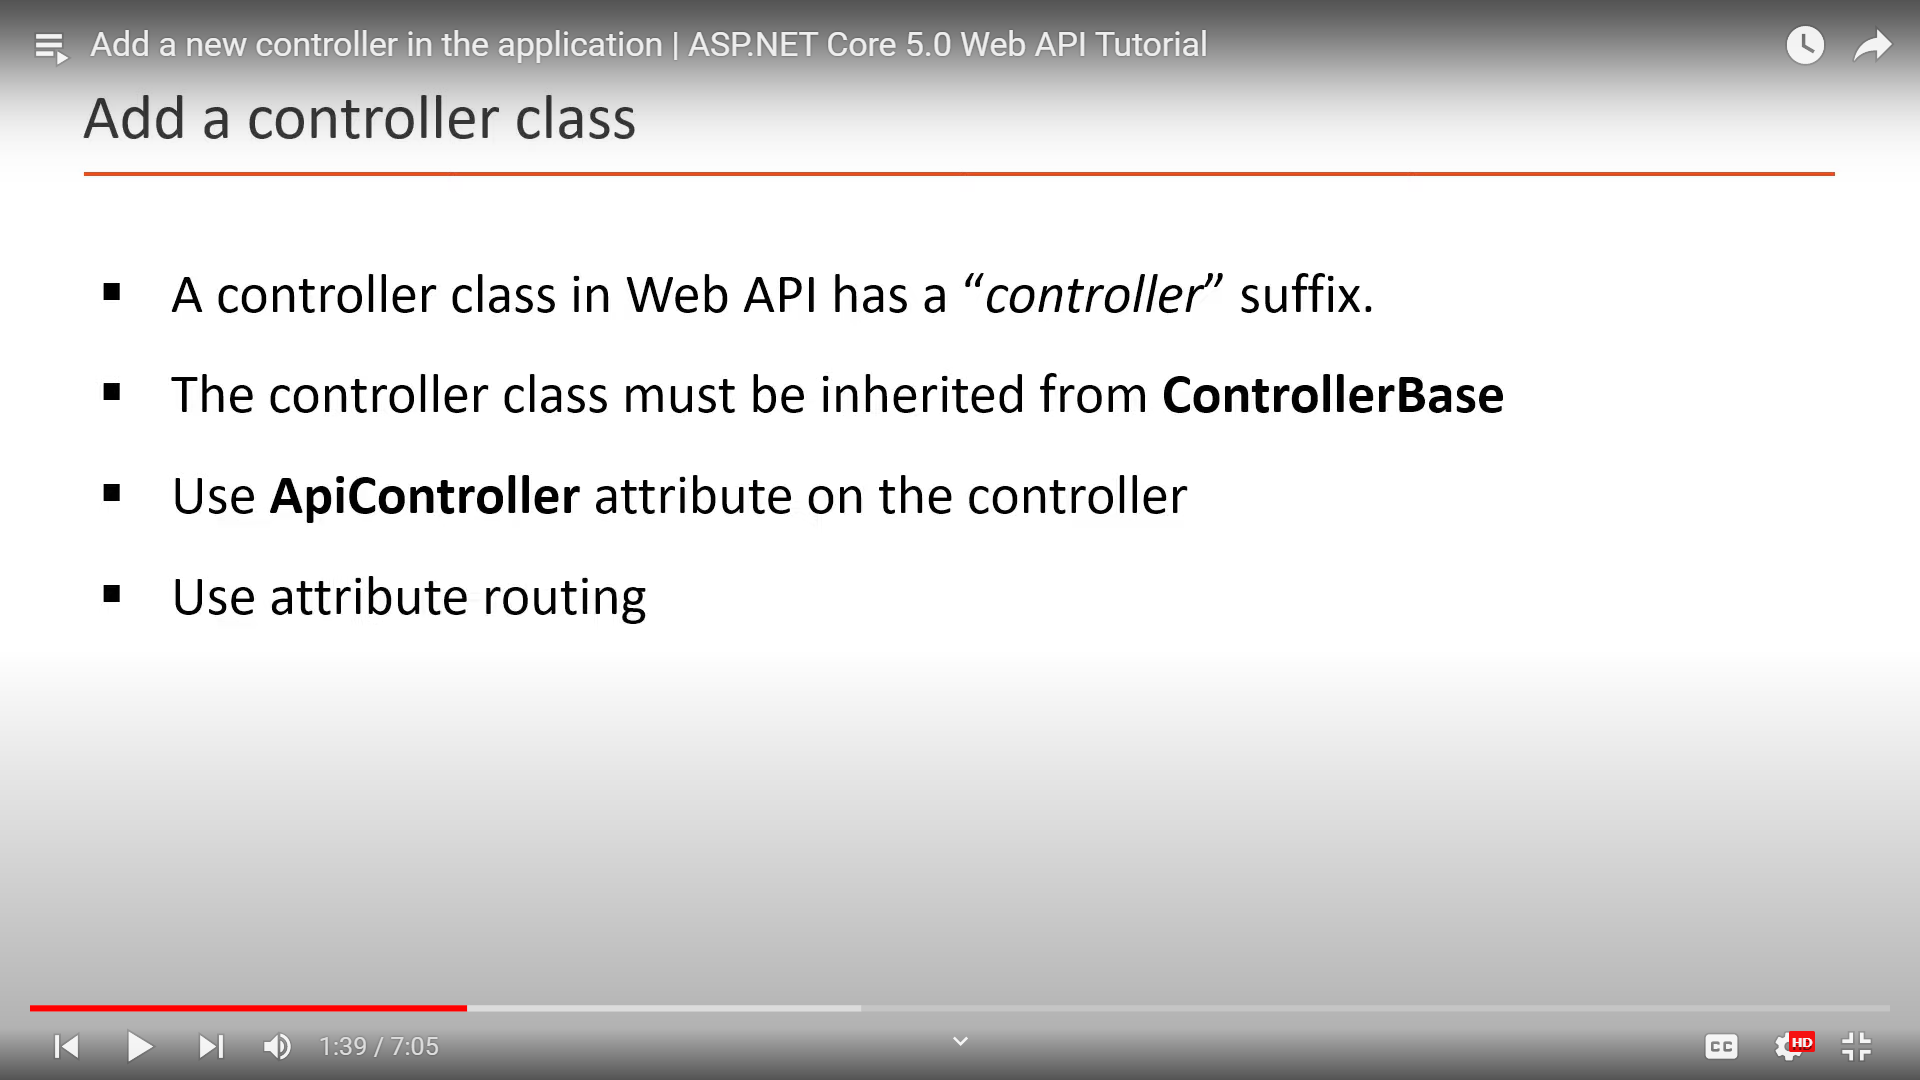 Add a new controller in the application | ASP.NET Core 5.0 Web API Tutorial
Add a controller class
▪ A controller class in Web API has a “controller” suffix.
▪ The controller class must be inherited from ControllerBase
▪ Use ApiController attribute on the controller
▪ Use attribute routing
1:39 / 7:05
CC
HD